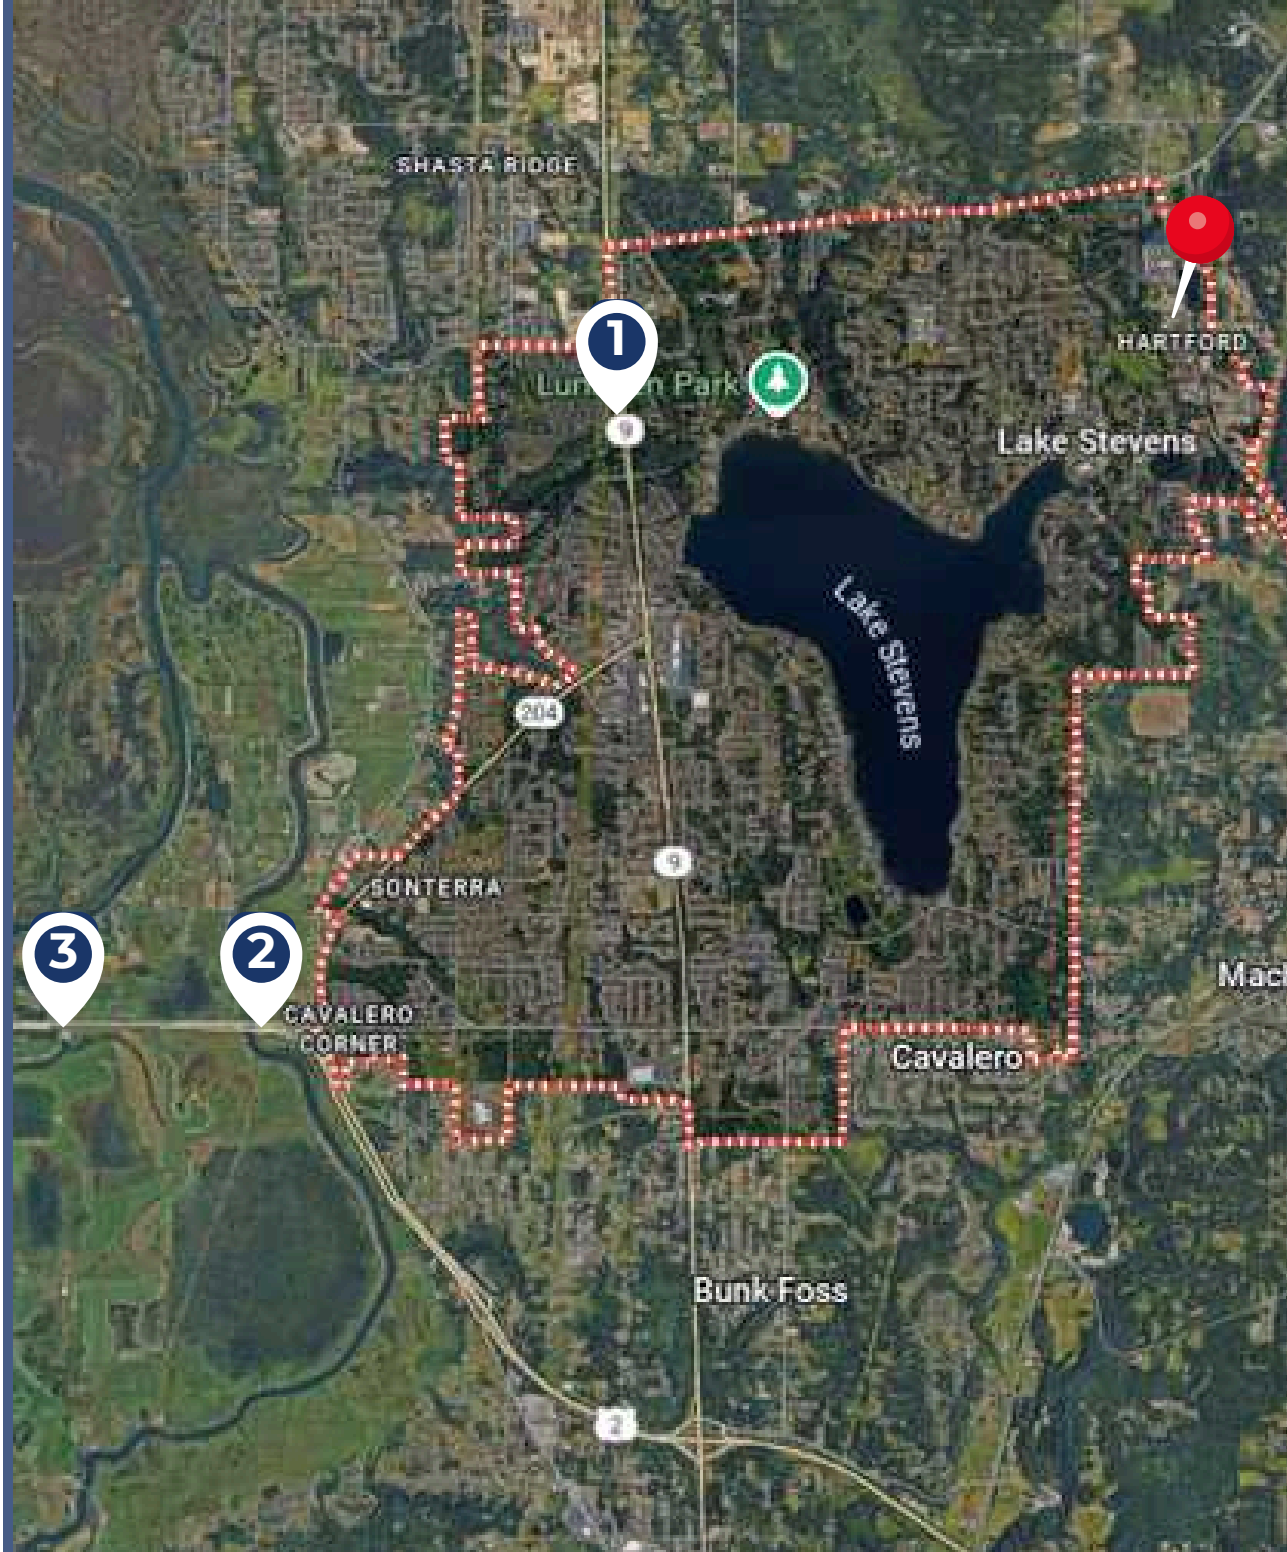 SHASTA RIDGE
1
Park
9
HARTFORD
Lake Stevens
Lake Stevens
204
9
SONTERRA
3
2
CAVALERO
CORNER
Cavalero
Bunk Foss
2